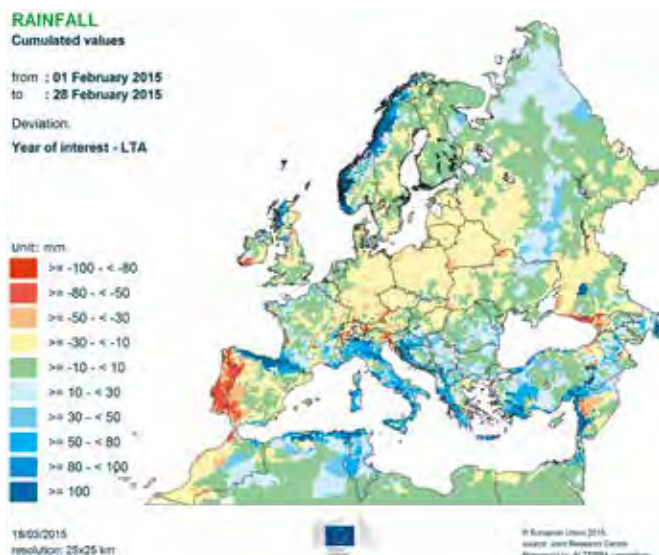 RAINFALL
Cumulated values
from : 01 February 2015
to : 28 February 2015
Deviation:
Year of interest - LTA
Unit: mm
>= -100 - < -80
>= -80 - < -50
>= -50 - < -30
>= -30 - < -10
>= -10 - < 10
>= 10 - < 30
>= 30 - < 50
>= 50 - < 80
>= 80 - < 100
>= 100
18/03/2015
resolution: 25x25 km
© European Union 2015
source: Joint Research Centre